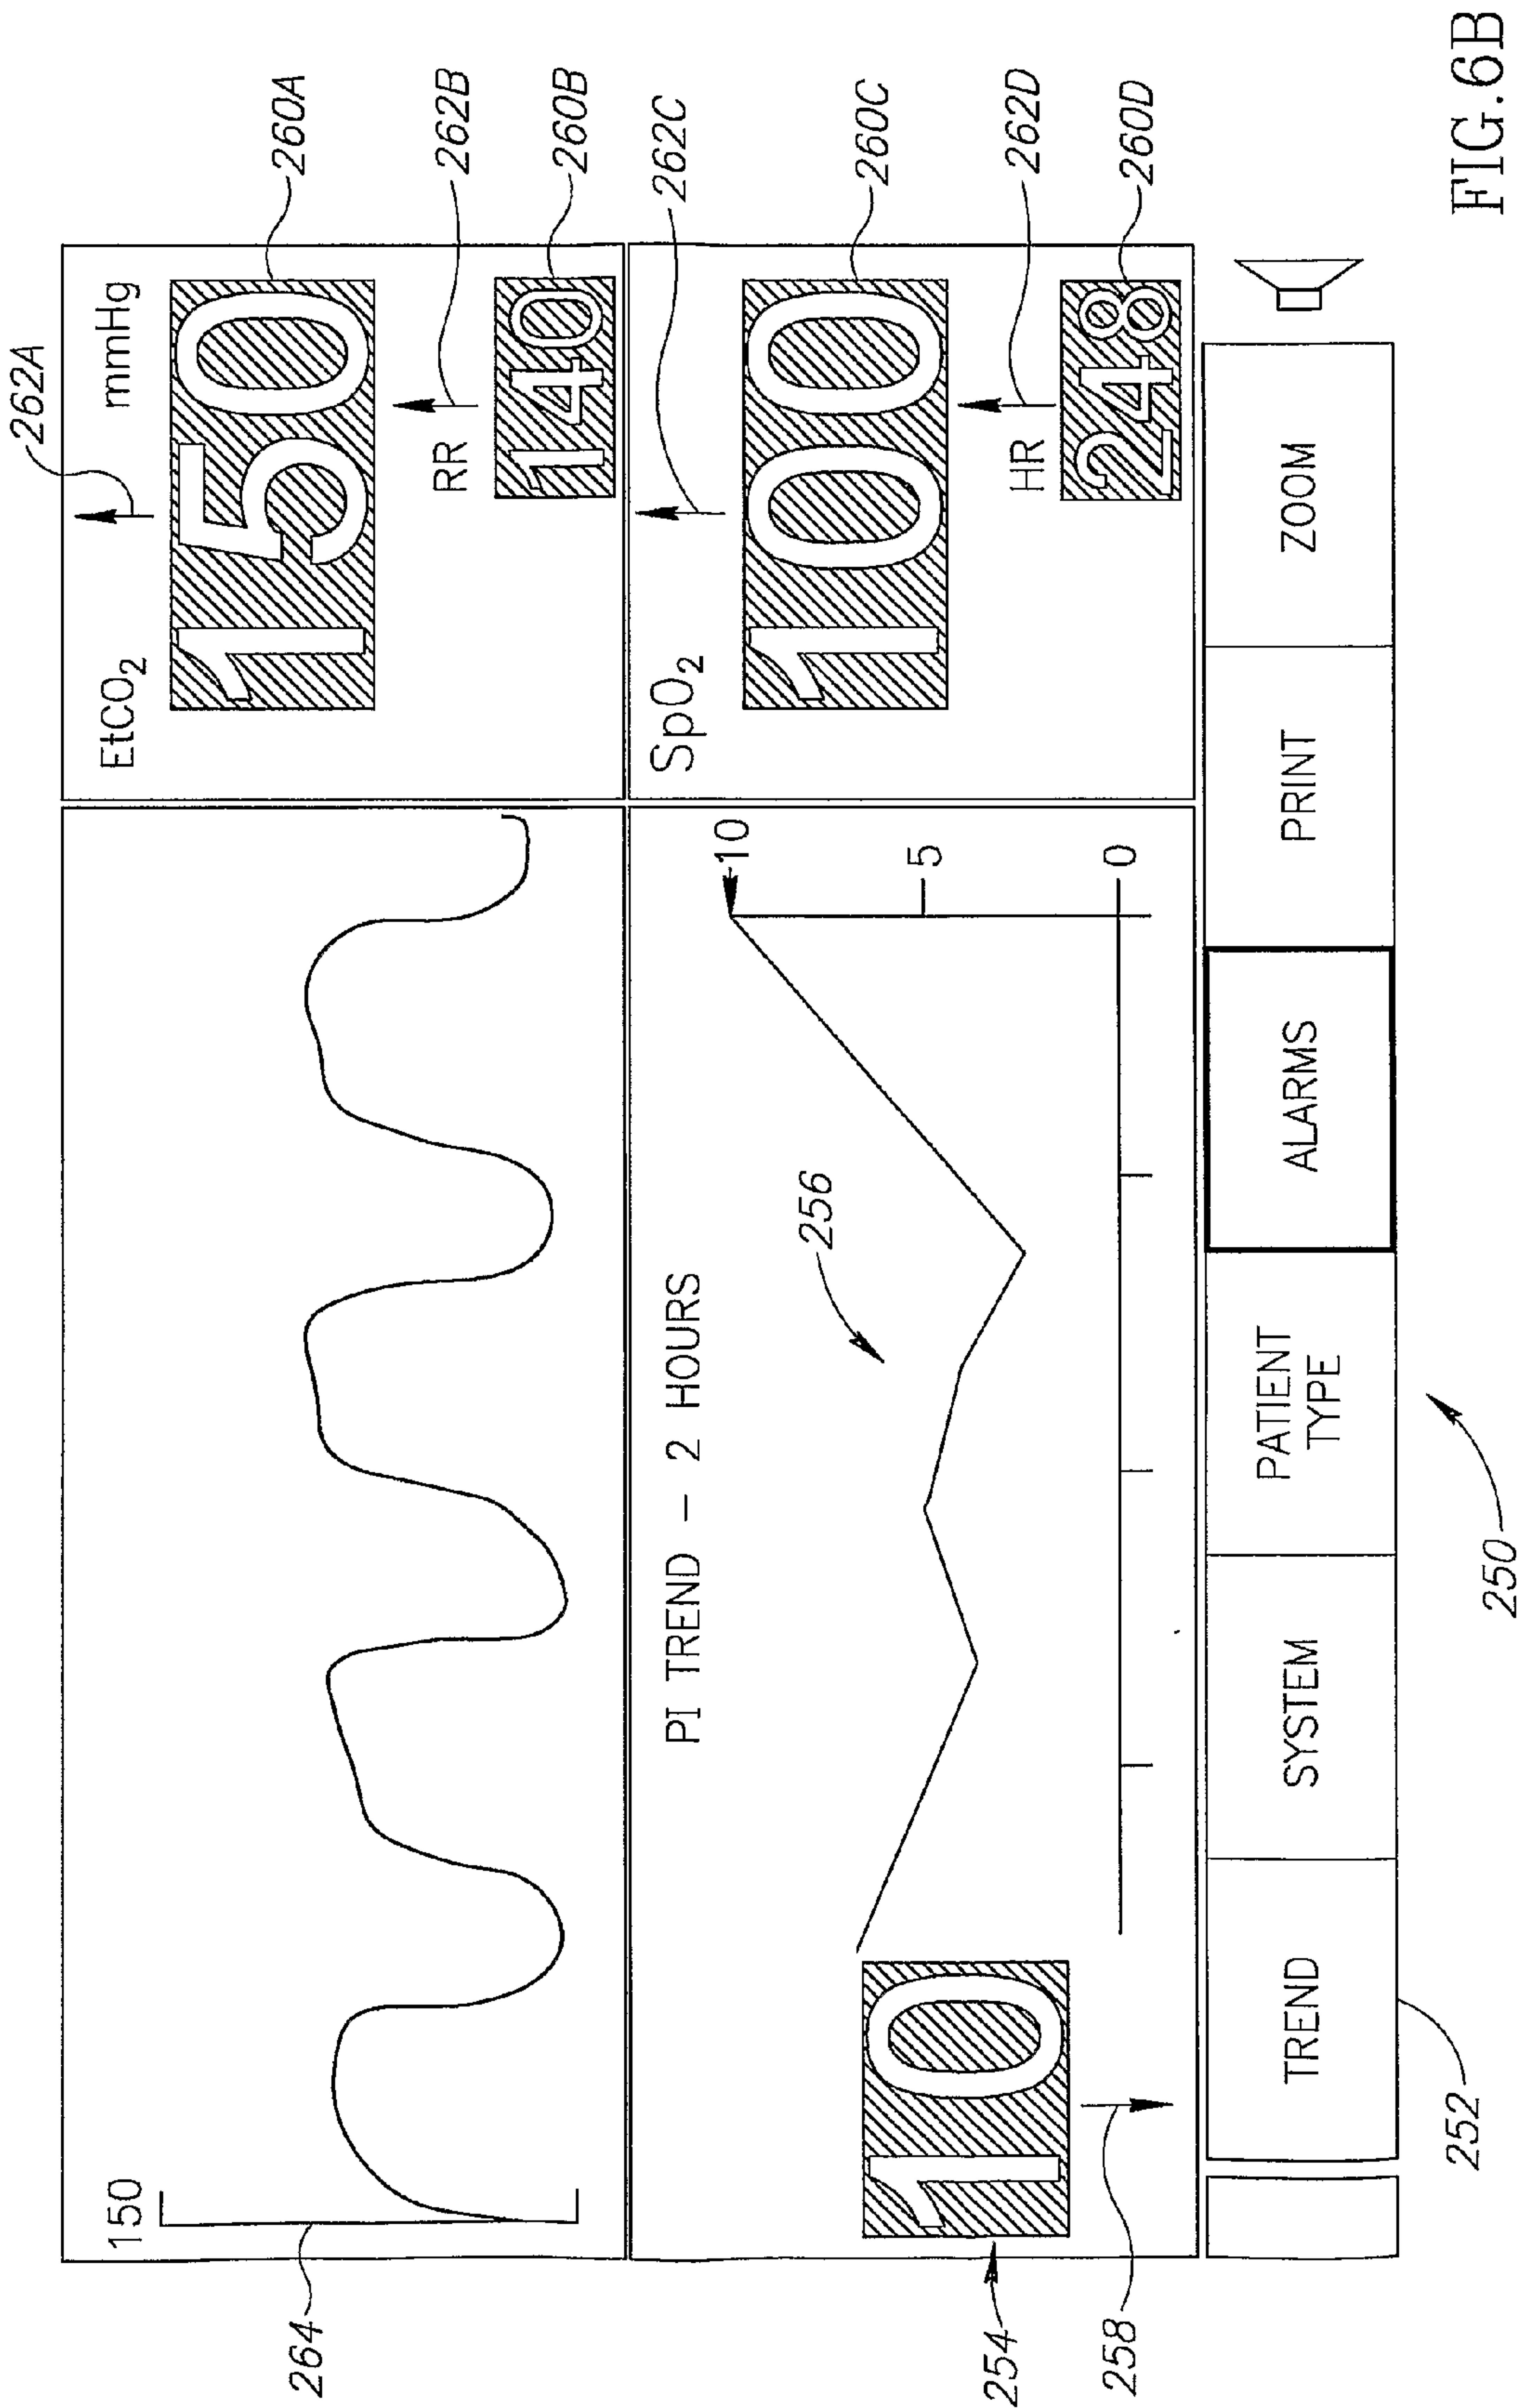 262A
150
EtCO₂ mmHg
150
260A
264
262B
RR
140
260B
262C
PI TREND – 2 HOURS
SpO₂
10
100
260C
256
5
10
254
HR
262D
258
0
248
260D
TREND
SYSTEM
PATIENT
TYPE
ALARMS
PRINT
ZOOM
252
250
FIG.6B